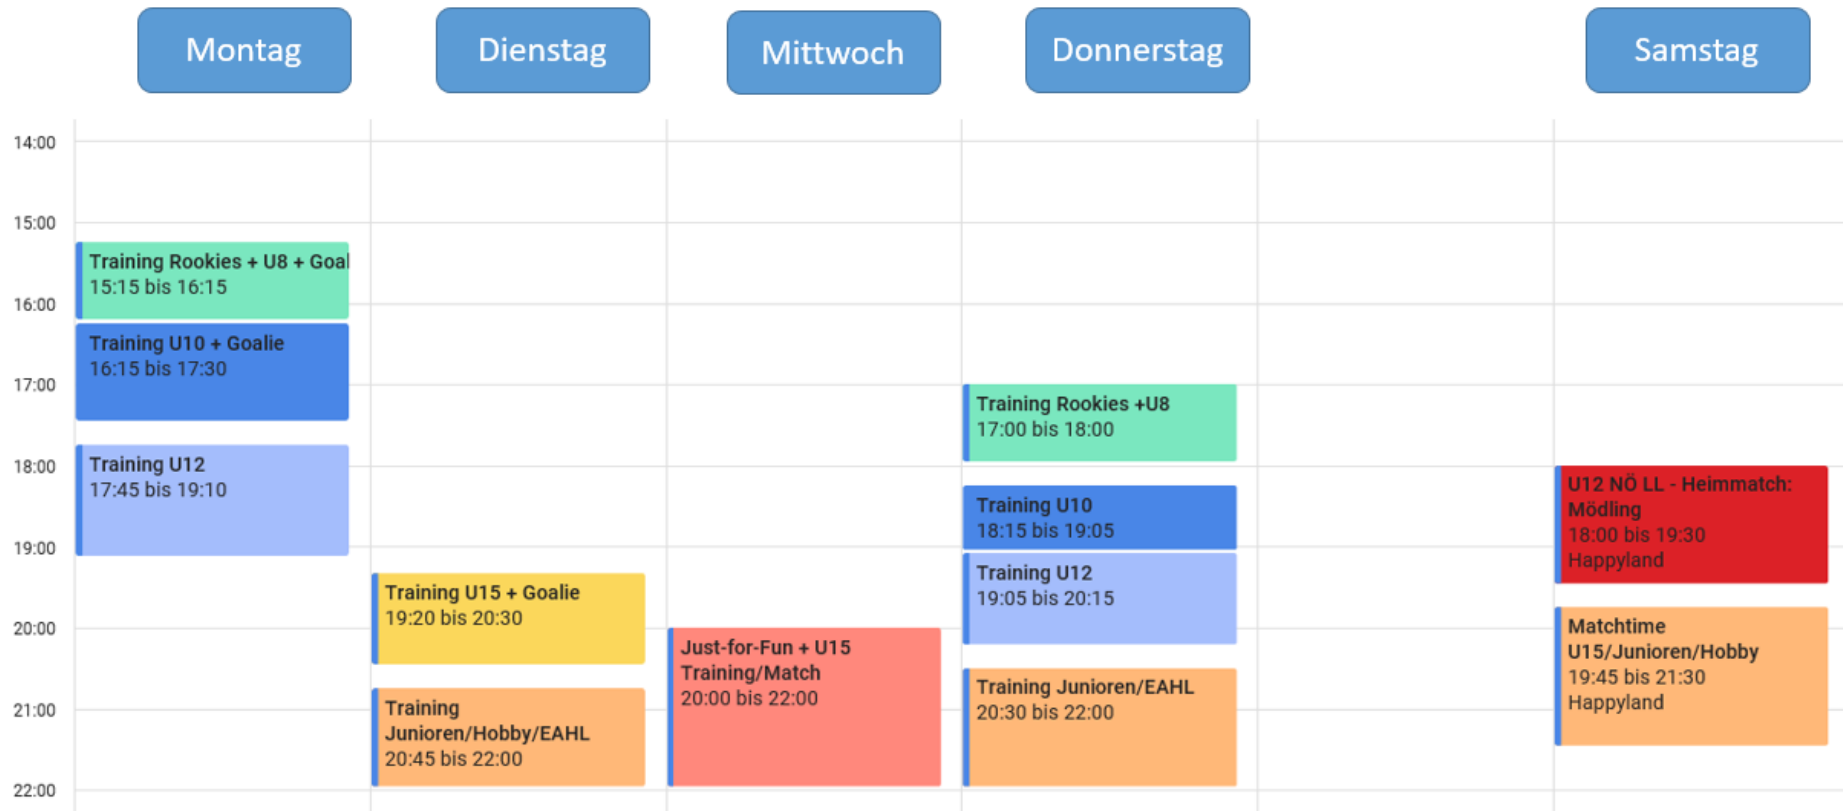 Montag
Dienstag
Mittwoch
Donnerstag
Samstag
14:00
15:00
16:00
17:00
18:00
19:00
20:00
21:00
22:00
Training Rookies + U8 + Goal
15:15 bis 16:15
Training U10 + Goalie
16:15 bis 17:30
Training U12
17:45 bis 19:10
Training U15 + Goalie
19:20 bis 20:30
Training
Junioren/Hobby/EAHL
20:45 bis 22:00
Just-for-Fun + U15
Training/Match
20:00 bis 22:00
Training Rookies +U8
17:00 bis 18:00
Training U10
18:15 bis 19:05
Training U12
19:05 bis 20:15
Training Junioren/EAHL
20:30 bis 22:00
U12 NÖ LL - Heimmatch:
Mödling
18:00 bis 19:30
Happyland
Matchtime
U15/Junioren/Hobby
19:45 bis 21:30
Happyland